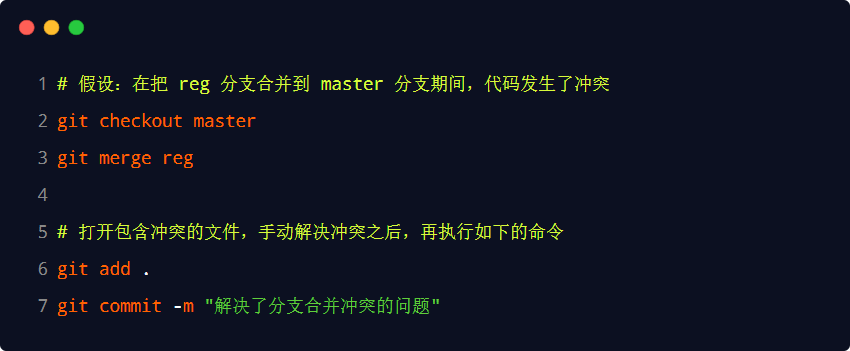 1 # 假设：在把 reg 分支合并到 master 分支期间，代码发生了冲突
2 git checkout master
3 git merge reg
4
5 # 打开包含冲突的文件，手动解决冲突之后，再执行如下的命令
6 git add .
7 git commit -m "解决了分支合并冲突的问题"